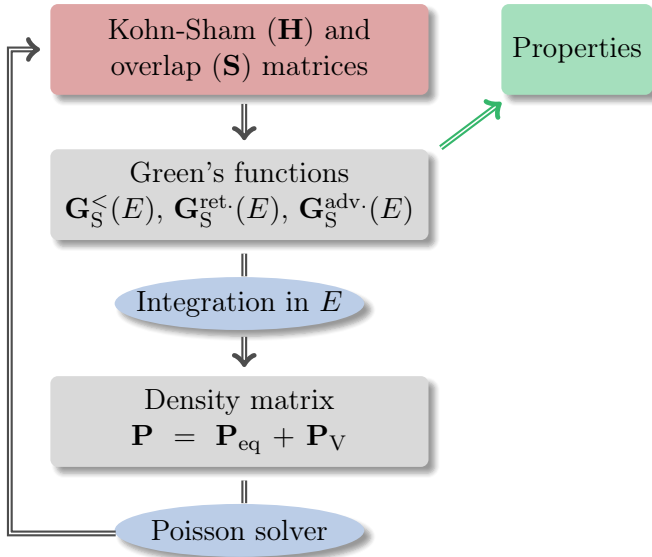 Kohn-Sham (𝐇) and
overlap (𝐒) matrices
Properties
Green's functions
𝐆_S^<(E), 𝐆_S^ret.(E), 𝐆_S^adv.(E)
Integration in E
Density matrix
𝐏 = 𝐏_eq + 𝐏_V
Poisson solver